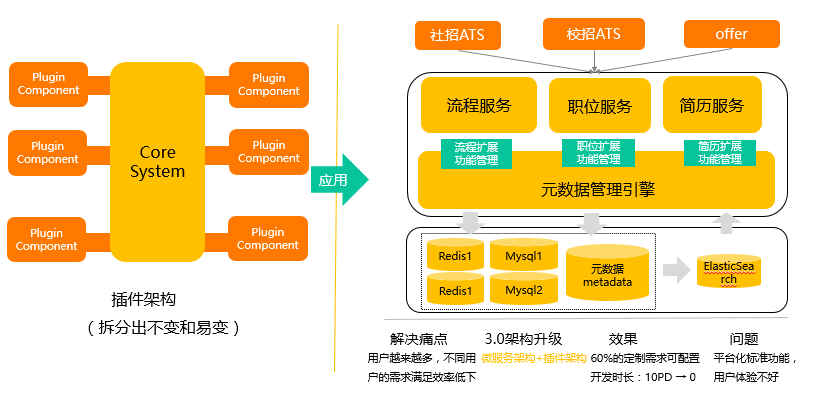 Plugin
Component
Plugin
Component
Plugin
Component
Core
System
Plugin
Component
Plugin
Component
Plugin
Component
插件架构
（拆分出不变和易变）
应用
社招ATS
校招ATS
offer
流程服务
职位服务
简历服务
流程扩展
功能管理
职位扩展
功能管理
简历扩展
功能管理
元数据管理引擎
Redis1
Mysql1
Redis1
Mysql2
元数据
metadata
ElasticSea
rch
解决痛点
用户越来越多，不同用
户的需求满足效率低下
3.0架构升级
微服务架构+插件架构
效果
60%的定制需求可配置
开发时长：10PD → 0
问题
平台化标准功能，
用户体验不好